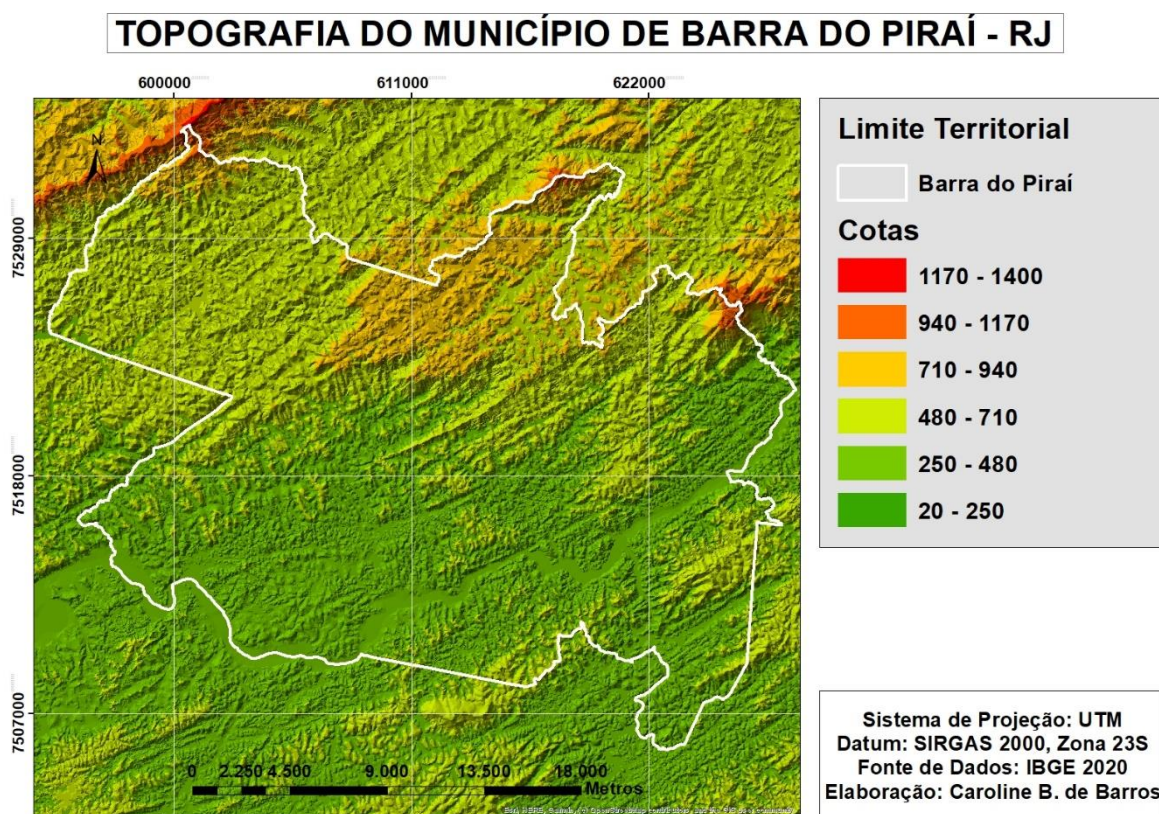 TOPOGRAFIA DO MUNICÍPIO DE BARRA DO PIRAÍ - RJ
600000
611000
622000
N
7529000
7518000
7507000
0 2.250 4.500 9.000 13.500 18.000
Metros
Limite Territorial
Barra do Piraí
Cotas
1170 - 1400
940 - 1170
710 - 940
480 - 710
250 - 480
20 - 250
Sistema de Projeção: UTM
Datum: SIRGAS 2000, Zona 23S
Fonte de Dados: IBGE 2020
Elaboração: Caroline B. de Barros